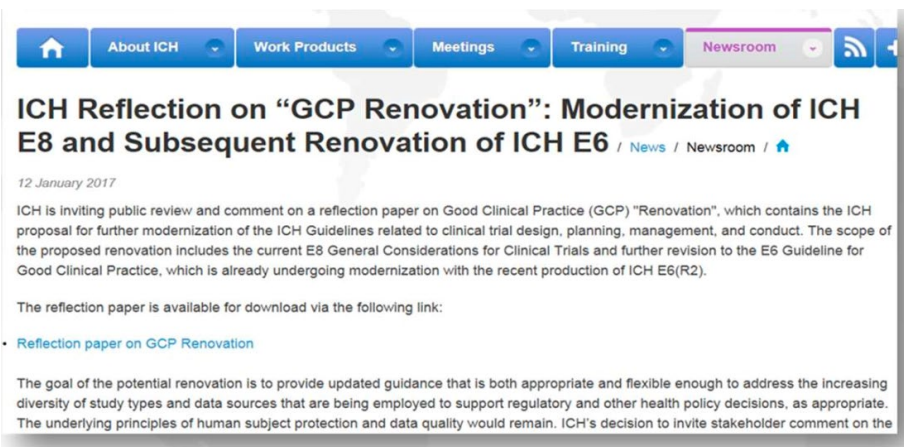 About ICH Work Products Meetings Training Newsroom
ICH Reflection on “GCP Renovation”: Modernization of ICH
E8 and Subsequent Renovation of ICH E6 / News / Newsroom /
12 January 2017
ICH is inviting public review and comment on a reflection paper on Good Clinical Practice (GCP) "Renovation", which contains the ICH
proposal for further modernization of the ICH Guidelines related to clinical trial design, planning, management, and conduct. The scope of
the proposed renovation includes the current E8 General Considerations for Clinical Trials and further revision to the E6 Guideline for
Good Clinical Practice, which is already undergoing modernization with the recent production of ICH E6(R2).
The reflection paper is available for download via the following link:
• Reflection paper on GCP Renovation
The goal of the potential renovation is to provide updated guidance that is both appropriate and flexible enough to address the increasing
diversity of study types and data sources that are being employed to support regulatory and other health policy decisions, as appropriate.
The underlying principles of human subject protection and data quality would remain. ICH's decision to invite stakeholder comment on the